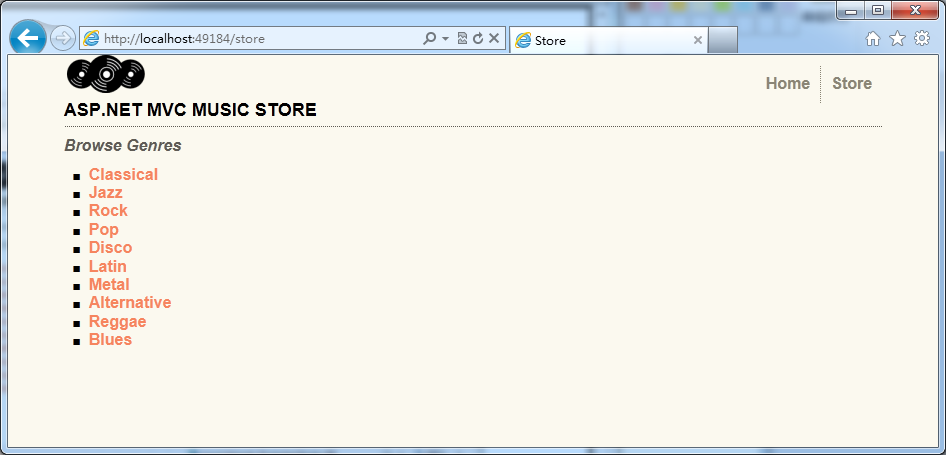 http://localhost:49184/store
Store
Home
Store
ASP.NET MVC MUSIC STORE
Browse Genres
Classical
Jazz
Rock
Pop
Disco
Latin
Metal
Alternative
Reggae
Blues